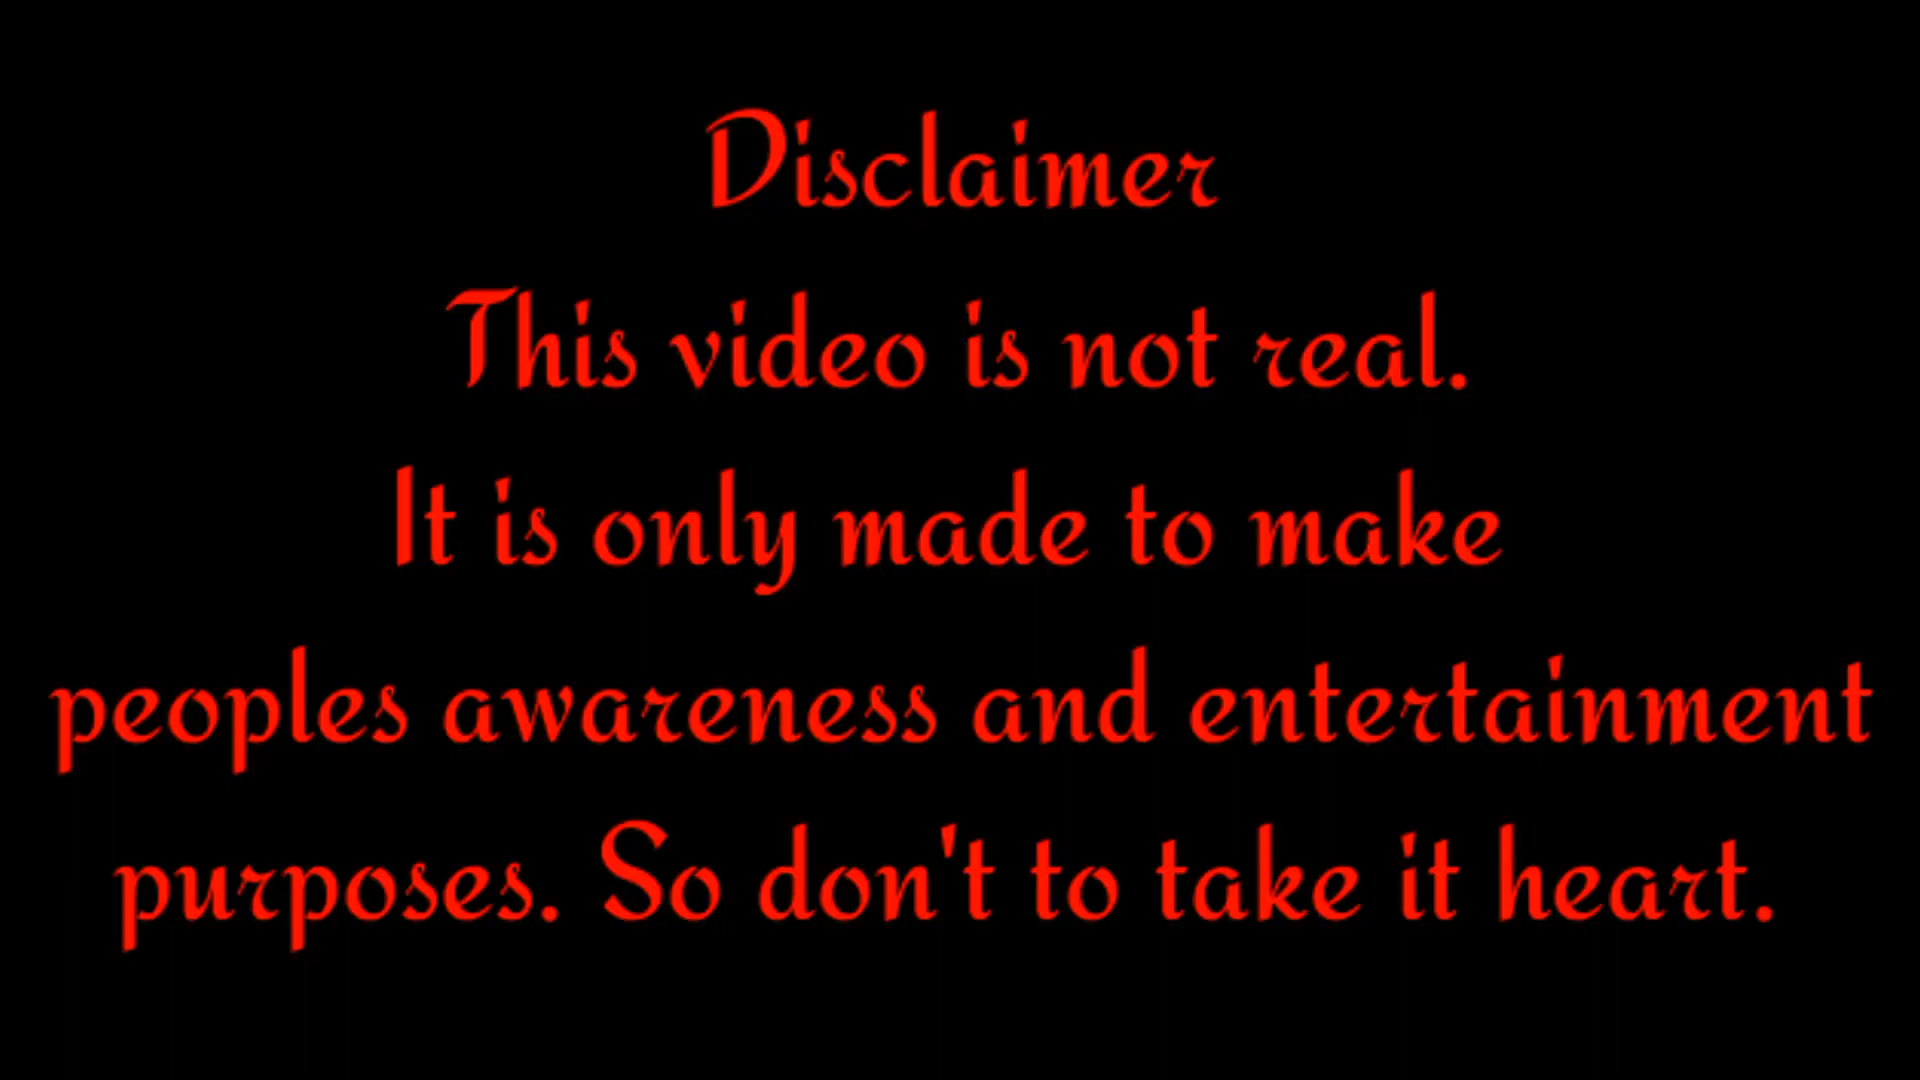 Disclaimer
This video is not real.
It is only made to make
peoples awareness and entertainment
purposes. So don't to take it heart.